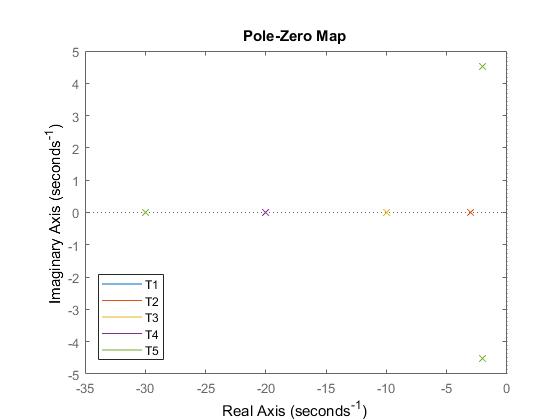 Pole-Zero Map
Imaginary Axis (seconds⁻¹)
5
4
3
2
1
0
-1
-2
-3
-4
-5
T1
T2
T3
T4
T5
-35 -30 -25 -20 -15 -10 -5 0
Real Axis (seconds⁻¹)